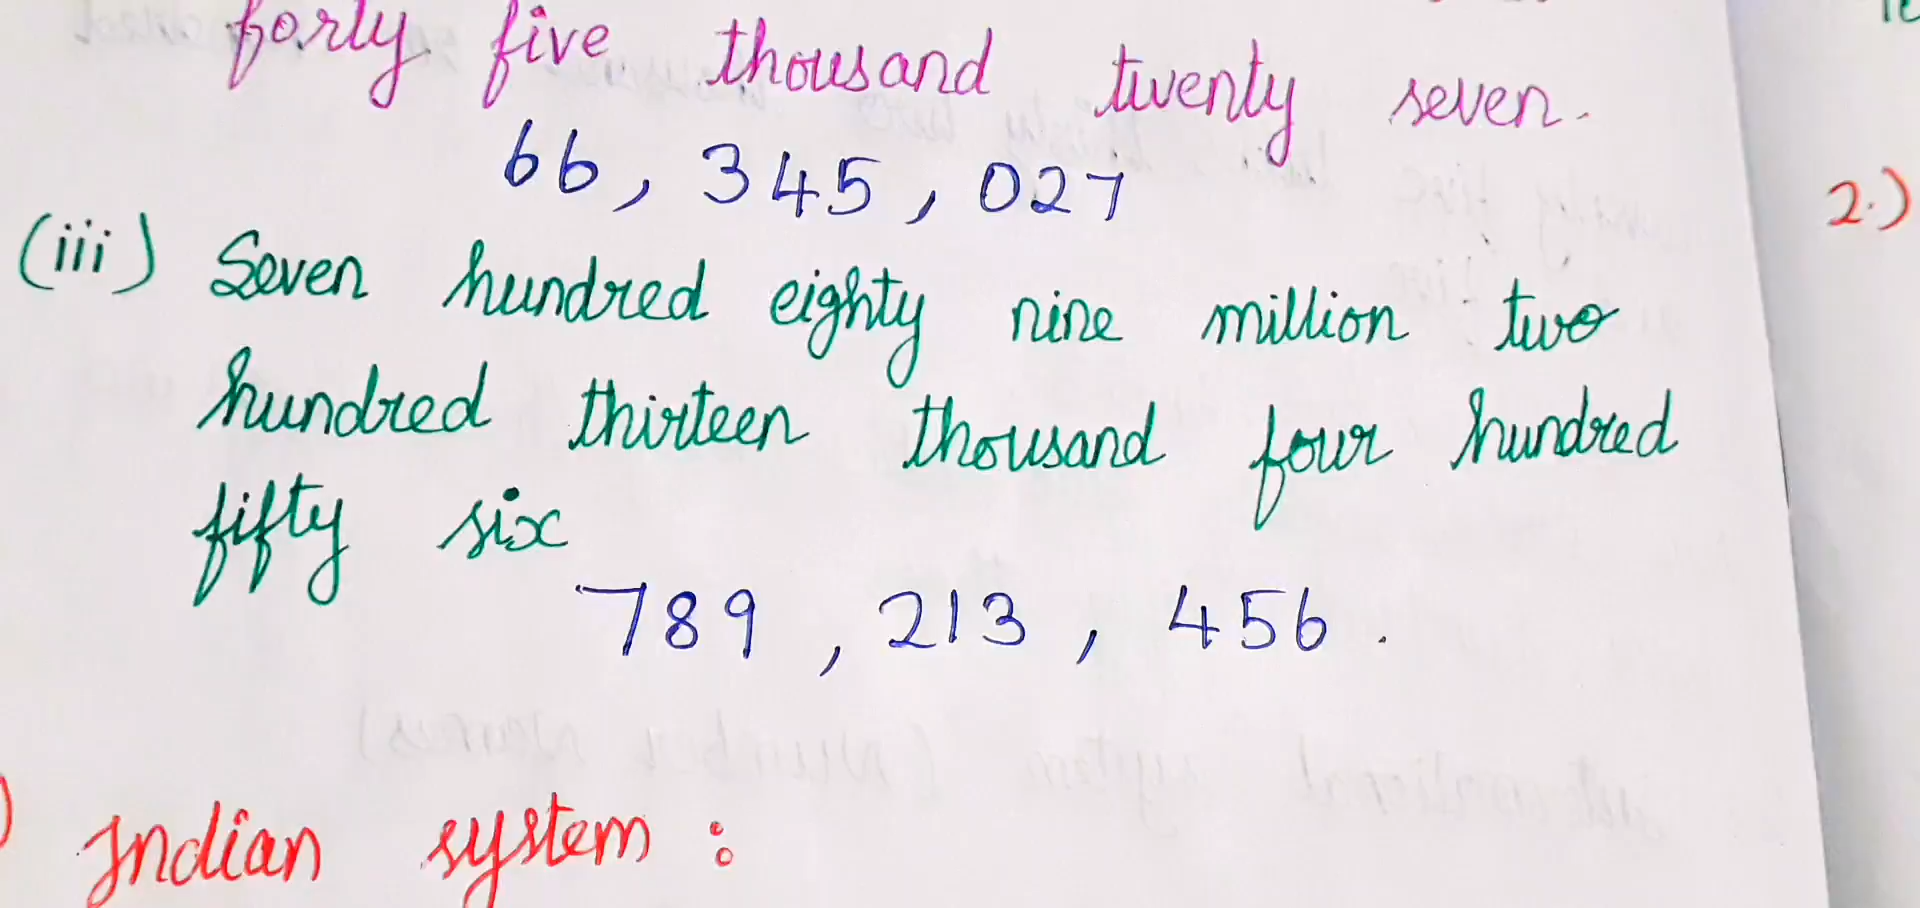 forty five thousand twenty seven.
66, 345, 027
(iii) Seven hundred eighty nine million two
hundred thirteen thousand four hundred
fifty six
789, 213, 456.
Indian system :
2.)